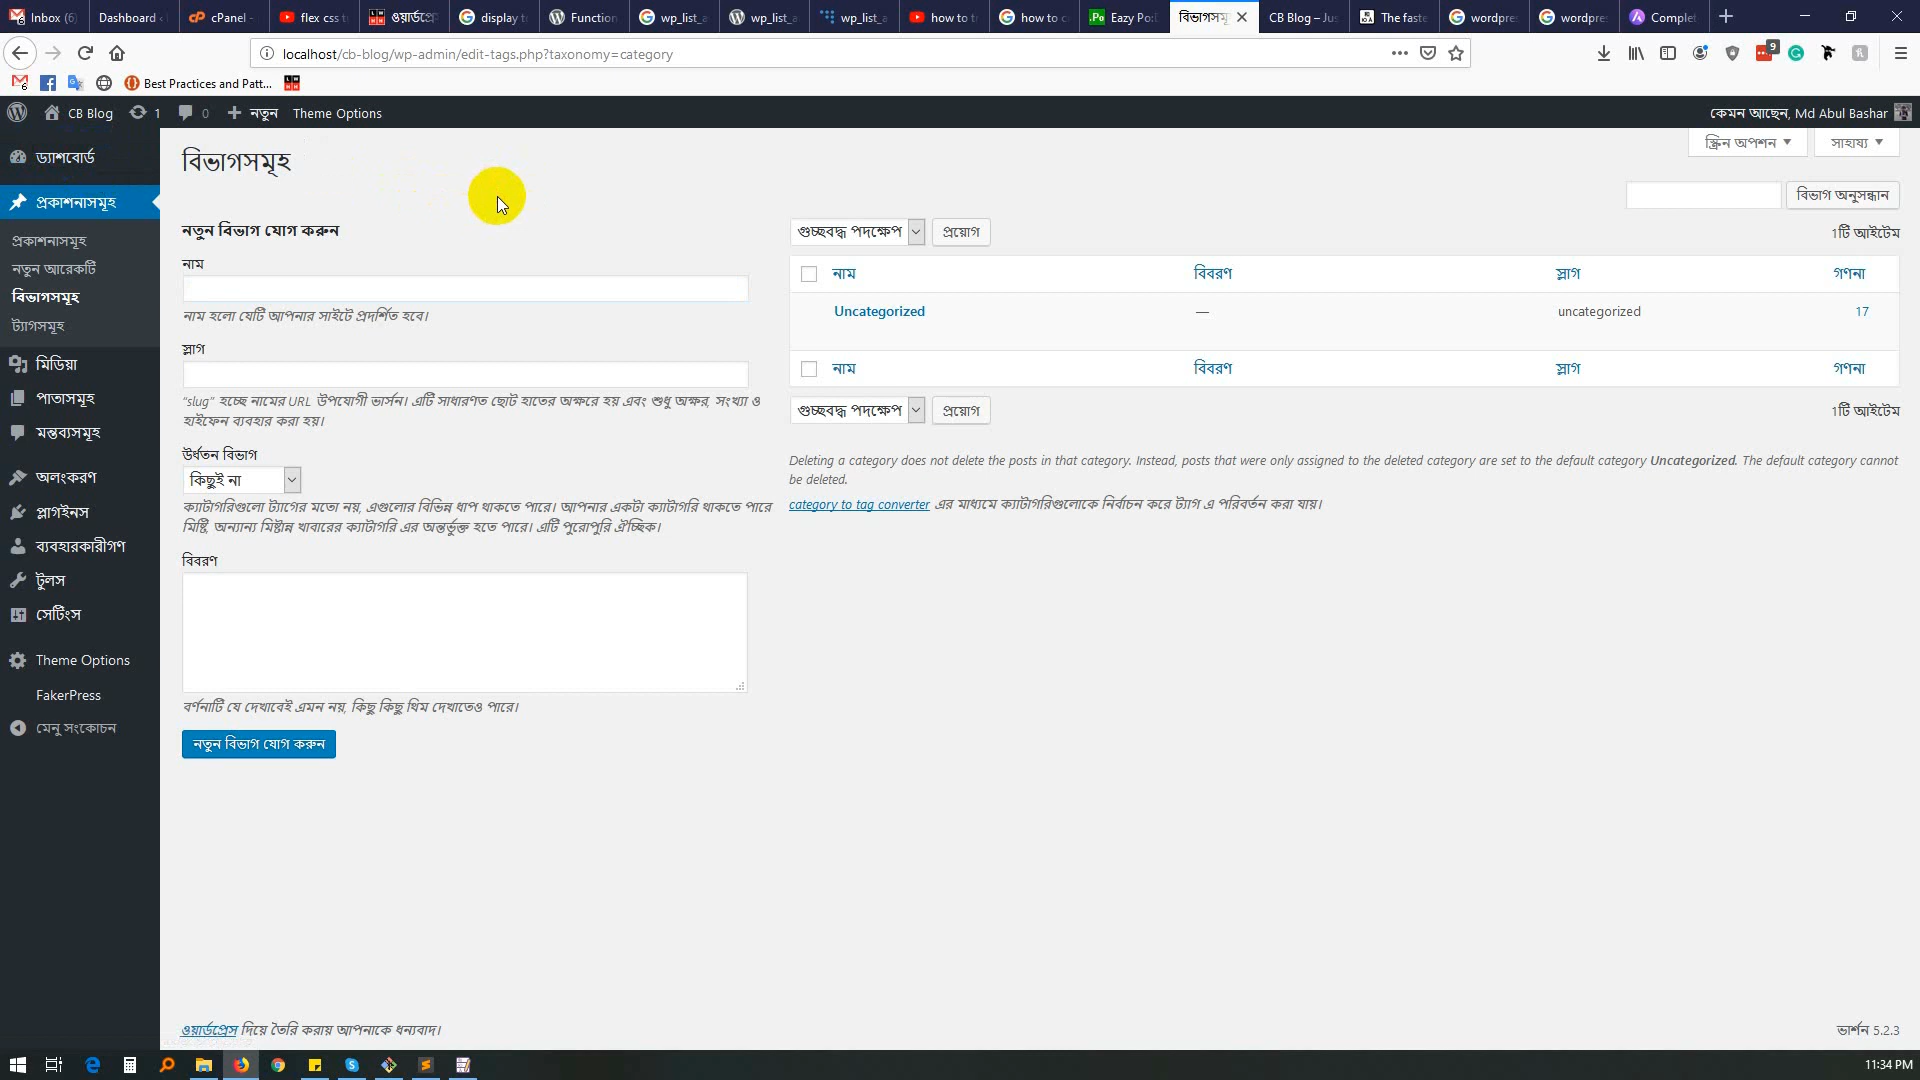 Inbox (6)
Dashboard
cPanel -
flex css t
ওয়ার্ডপ্রে
display t
Function
wp_list_a
wp_list_a
wp_list_a
how to t
how to c
Eazy Po:
বিভাগসমূ
CB Blog – Jus
The faste
wordpre
wordpre
Complet
localhost/cb-blog/wp-admin/edit-tags.php?taxonomy=category
9
Best Practices and Patt...
CB Blog
1
0
নতুন
Theme Options
কেমন আছেন, Md Abul Bashar
ড্যাশবোর্ড
প্রকাশনাসমূহ
প্রকাশনাসমূহ
নতুন আরেকটি
বিভাগসমূহ
ট্যাগসমূহ
মিডিয়া
পাতাসমূহ
মন্তব্যসমূহ
অলংকরণ
প্লাগইনস
ব্যবহারকারীগণ
টুলস
সেটিংস
Theme Options
FakerPress
মেনু সংকোচন
স্ক্রিন অপশন
সাহায্য
বিভাগসমূহ
বিভাগ অনুসন্ধান
নতুন বিভাগ যোগ করুন
নাম
নাম হলো যেটি আপনার সাইটে প্রদর্শিত হবে।
স্লাগ
"slug" হচ্ছে নামের URL উপযোগী ভার্সন। এটি সাধারণত ছোট হাতের অক্ষরে হয় এবং শুধু অক্ষর, সংখ্যা ও
হাইফেন ব্যবহার করা হয়।
উর্ধতন বিভাগ
কিছুই না
ক্যাটাগরিগুলো ট্যাগের মতো নয়, এগুলোর বিভিন্ন ধাপ থাকতে পারে। আপনার একটা ক্যাটাগরি থাকতে পারে
মিষ্টি, অন্যান্য মিষ্টান্ন খাবারের ক্যাটাগরি এর অন্তর্ভুক্ত হতে পারে। এটি পুরোপুরি ঐচ্ছিক।
বিবরণ
বর্ণনাটি যে দেখাবেই এমন নয়, কিছু কিছু থিম দেখাতেও পারে।
নতুন বিভাগ যোগ করুন
গুচ্ছবদ্ধ পদক্ষেপ
প্রয়োগ
1টি আইটেম
নাম
বিবরণ
স্লাগ
গণনা
Uncategorized
—
uncategorized
17
নাম
বিবরণ
স্লাগ
গণনা
গুচ্ছবদ্ধ পদক্ষেপ
প্রয়োগ
1টি আইটেম
Deleting a category does not delete the posts in that category. Instead, posts that were only assigned to the deleted category are set to the default category Uncategorized. The default category cannot
be deleted.
category to tag converter এর মাধ্যমে ক্যাটাগরিগুলোকে নির্বাচন করে ট্যাগ এ পরিবর্তন করা যায়।
ওয়ার্ডপ্রেস দিয়ে তৈরি করায় আপনাকে ধন্যবাদ।
ভার্শন 5.2.3
11:34 PM